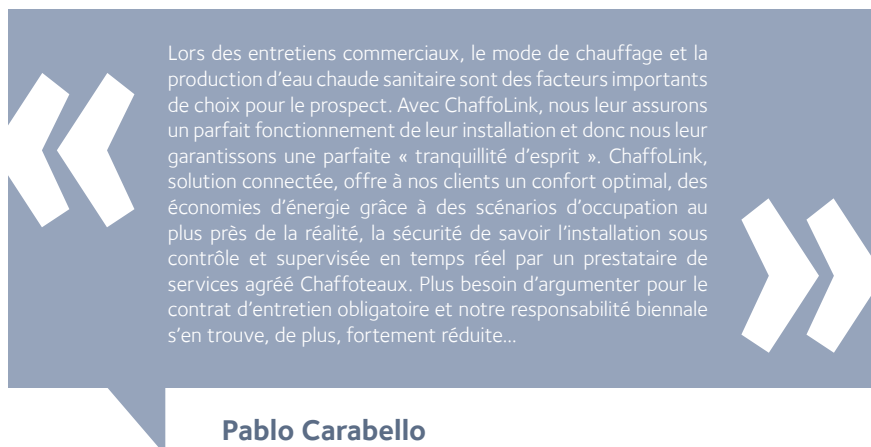 Lors des entretiens commerciaux, le mode de chauffage et la
production d'eau chaude sanitaire sont des facteurs importants
de choix pour le prospect. Avec ChaffoLink, nous leur assurons
un parfait fonctionnement de leur installation et donc nous leur
garantissons une parfaite « tranquillité d'esprit ». ChaffoLink,
solution connectée, offre à nos clients un confort optimal, des
économies d'énergie grâce à des scénarios d'occupation au
plus près de la réalité, la sécurité de savoir l'installation sous
contrôle et supervisée en temps réel par un prestataire de
services agréé Chaffoteaux. Plus besoin d'argumenter pour le
contrat d'entretien obligatoire et notre responsabilité biennale
s'en trouve, de plus, fortement réduite...
Pablo Carabello